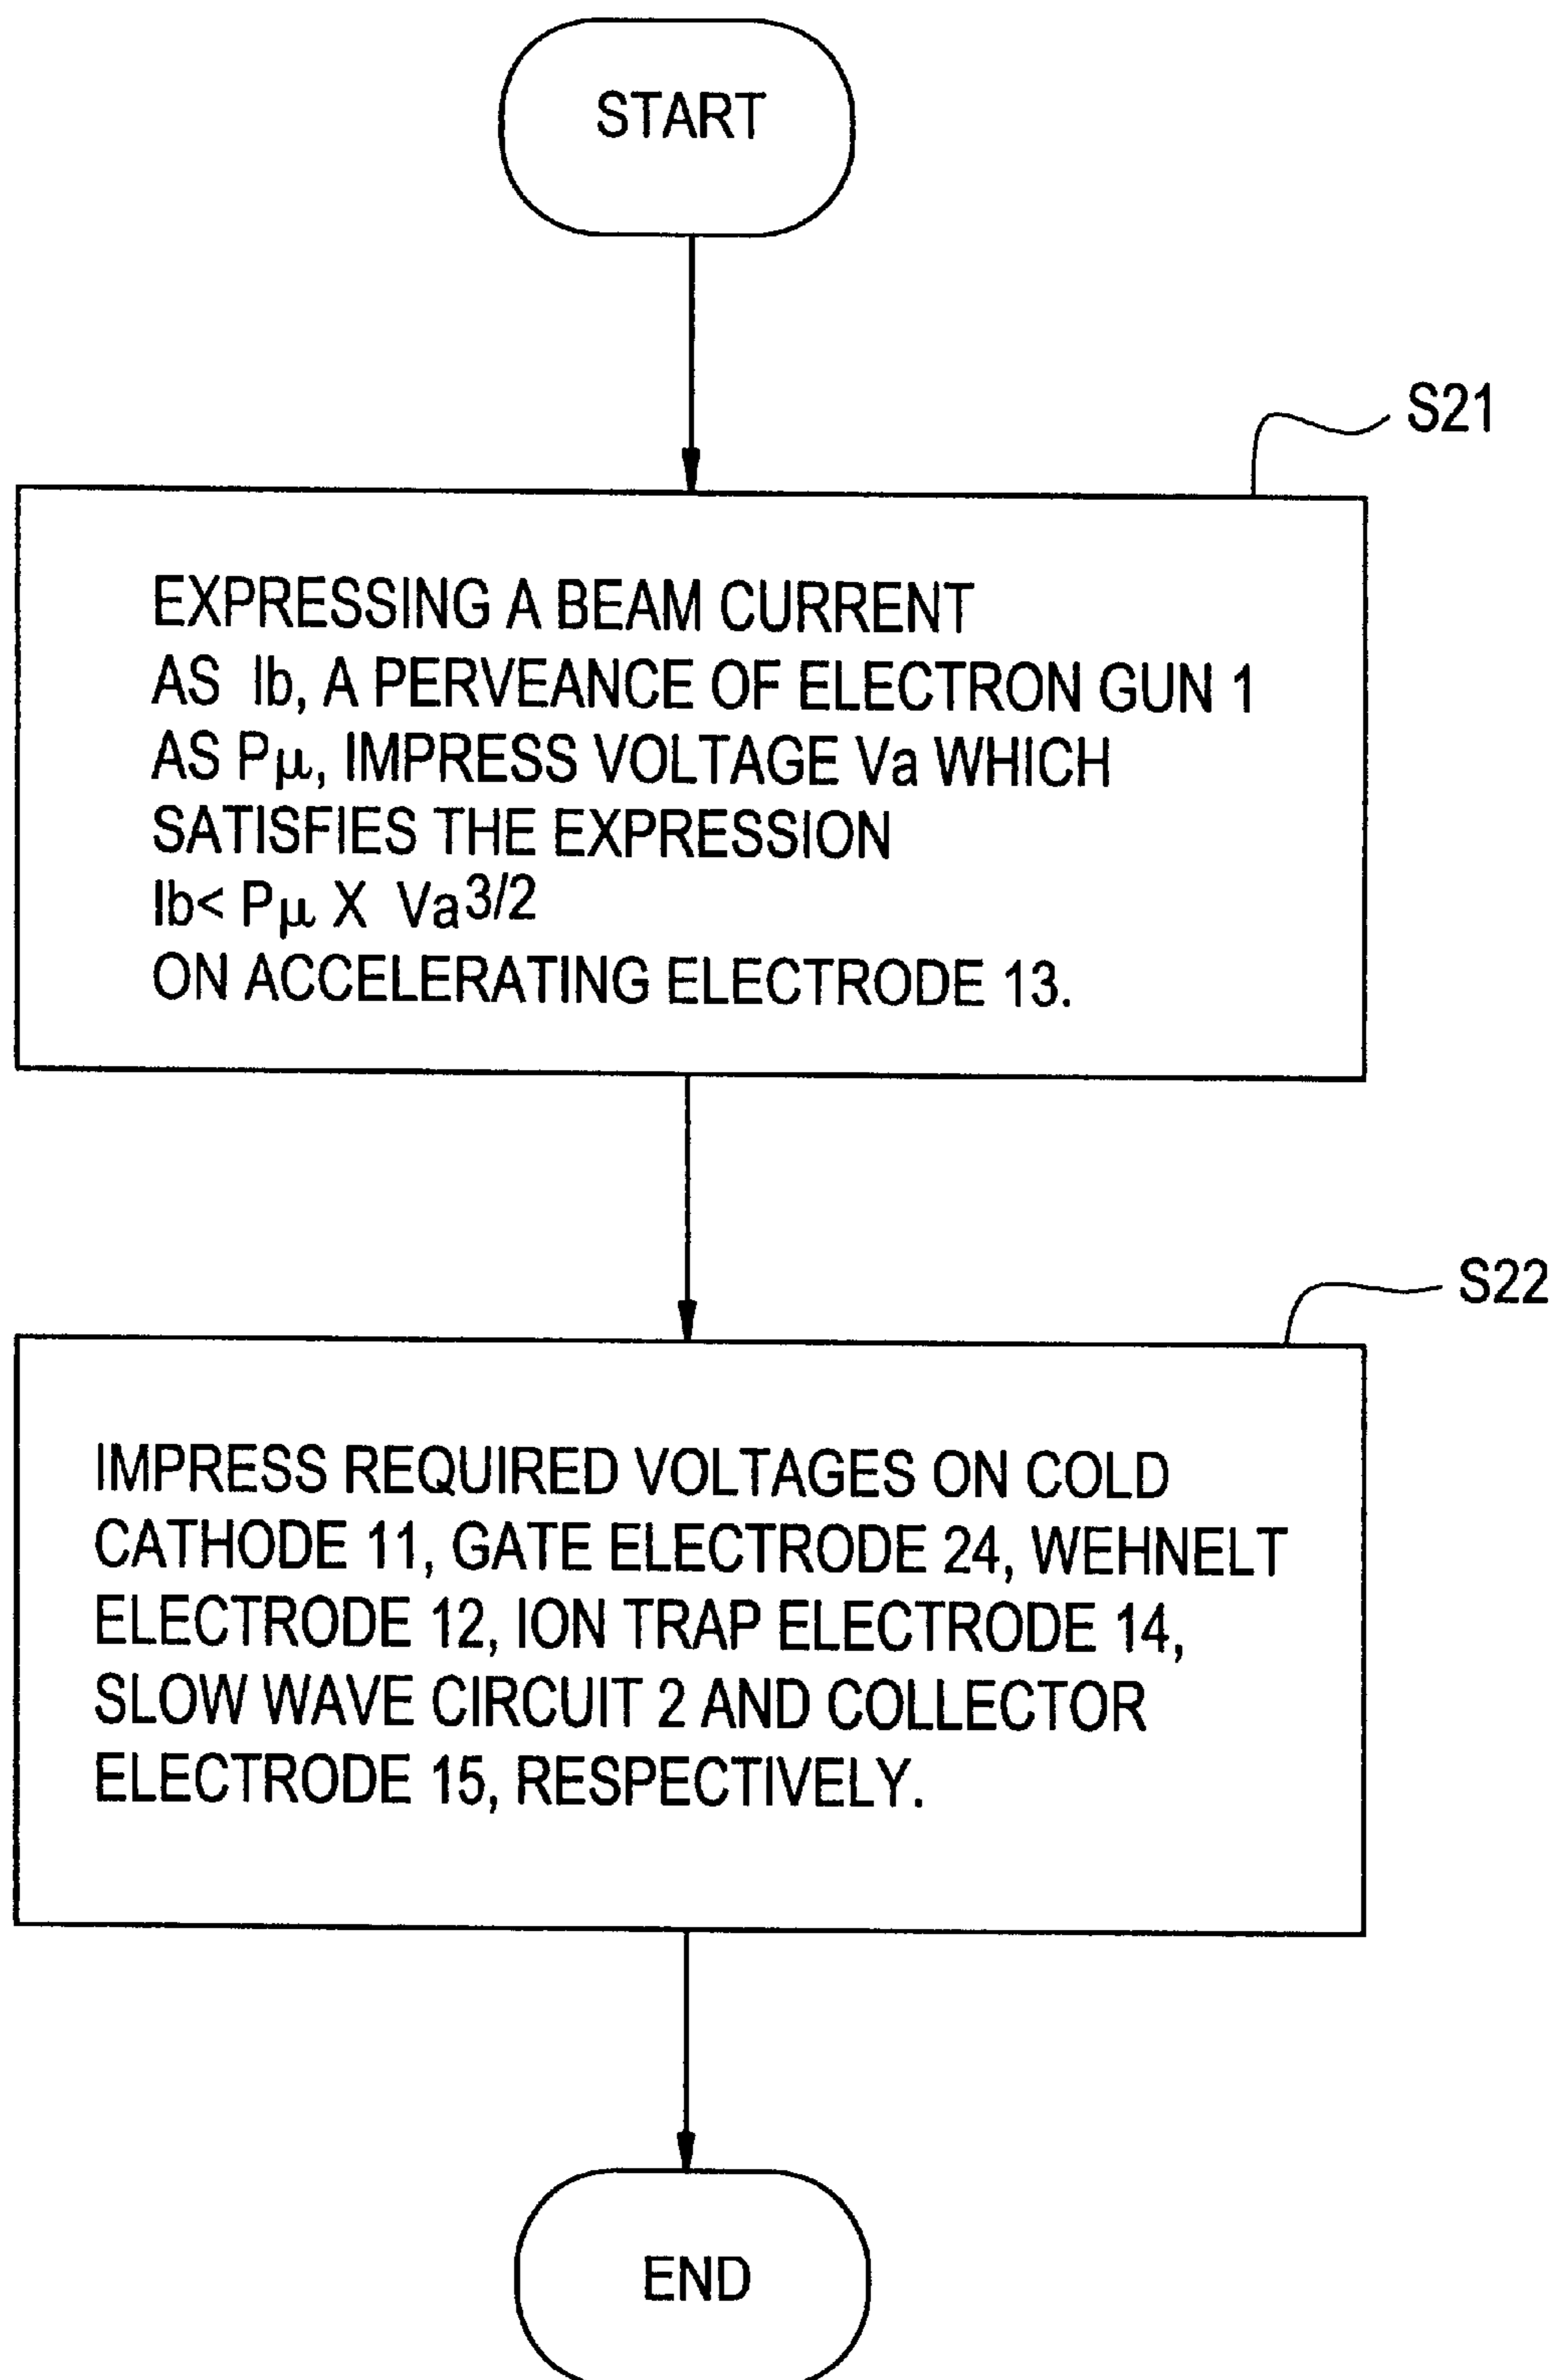 START
S21
EXPRESSING A BEAM CURRENT
AS Ib, A PERVEANCE OF ELECTRON GUN 1
AS Pμ, IMPRESS VOLTAGE Va WHICH
SATISFIES THE EXPRESSION
Ib< Pμ X Va3/2
ON ACCELERATING ELECTRODE 13.
S22
IMPRESS REQUIRED VOLTAGES ON COLD
CATHODE 11, GATE ELECTRODE 24, WEHNELT
ELECTRODE 12, ION TRAP ELECTRODE 14,
SLOW WAVE CIRCUIT 2 AND COLLECTOR
ELECTRODE 15, RESPECTIVELY.
END